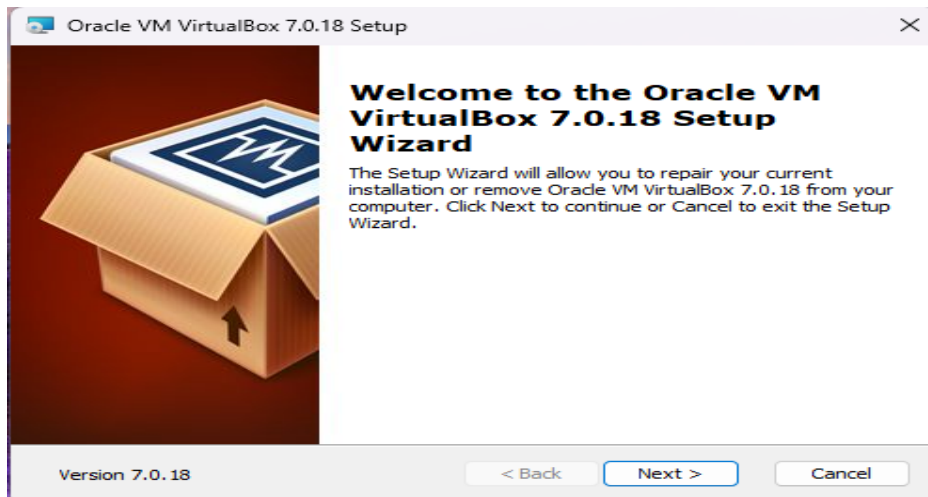 Oracle VM VirtualBox 7.0.18 Setup
Welcome to the Oracle VM
VirtualBox 7.0.18 Setup
Wizard
The Setup Wizard will allow you to repair your current
installation or remove Oracle VM VirtualBox 7.0.18 from your
computer. Click Next to continue or Cancel to exit the Setup
Wizard.
Version 7.0.18
< Back
Next >
Cancel